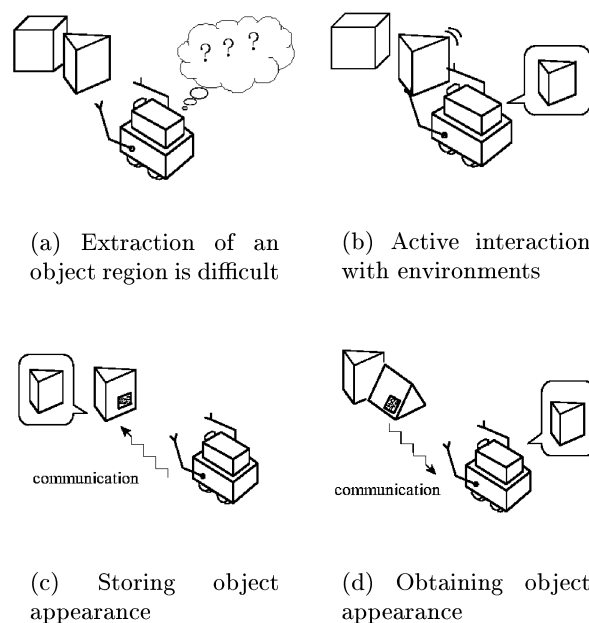 ? ? ?
(a) Extraction of an
object region is difficult
(b) Active interaction
with environments
communication
communication
(c) Storing object
appearance
(d) Obtaining object
appearance